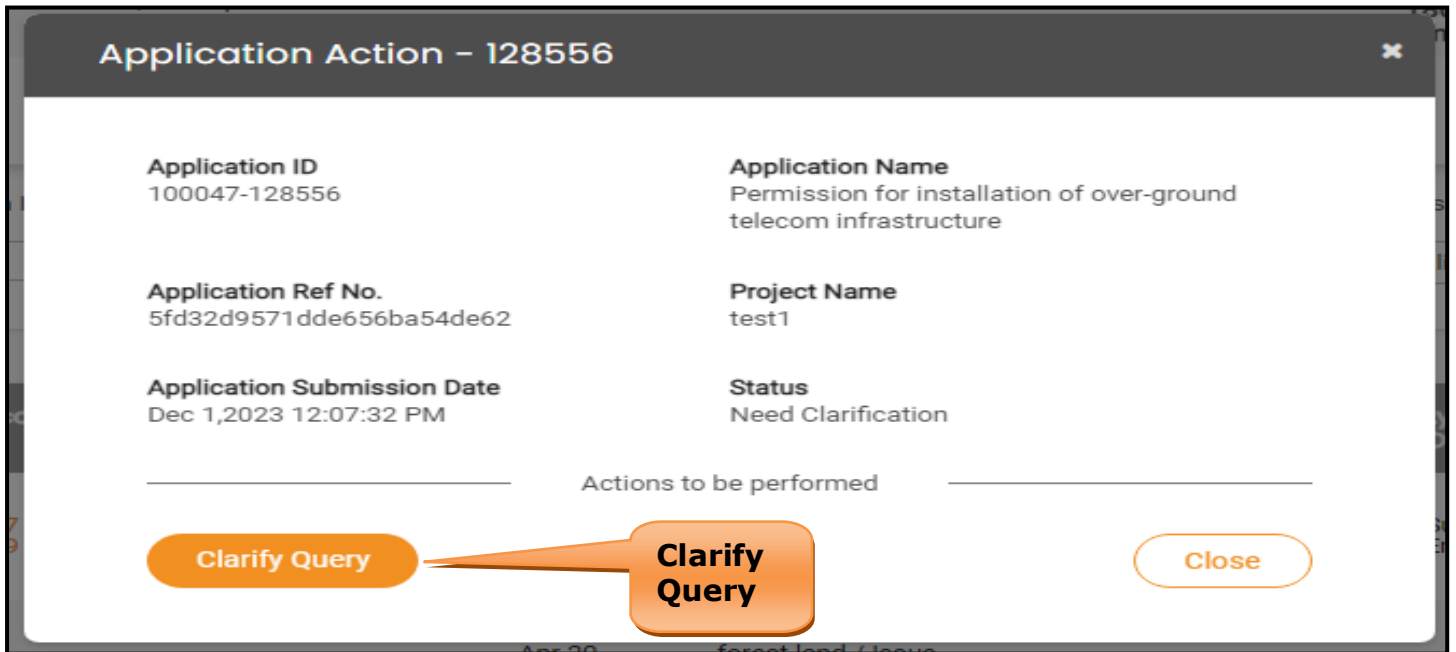 Application Action - 128556
Application ID
100047-128556
Application Name
Permission for installation of over-ground
telecom infrastructure
Application Ref No.
5fd32d9571dde656ba54de62
Project Name
test1
Application Submission Date
Dec 1,2023 12:07:32 PM
Status
Need Clarification
Actions to be performed
Clarify Query
Clarify
Query
Close